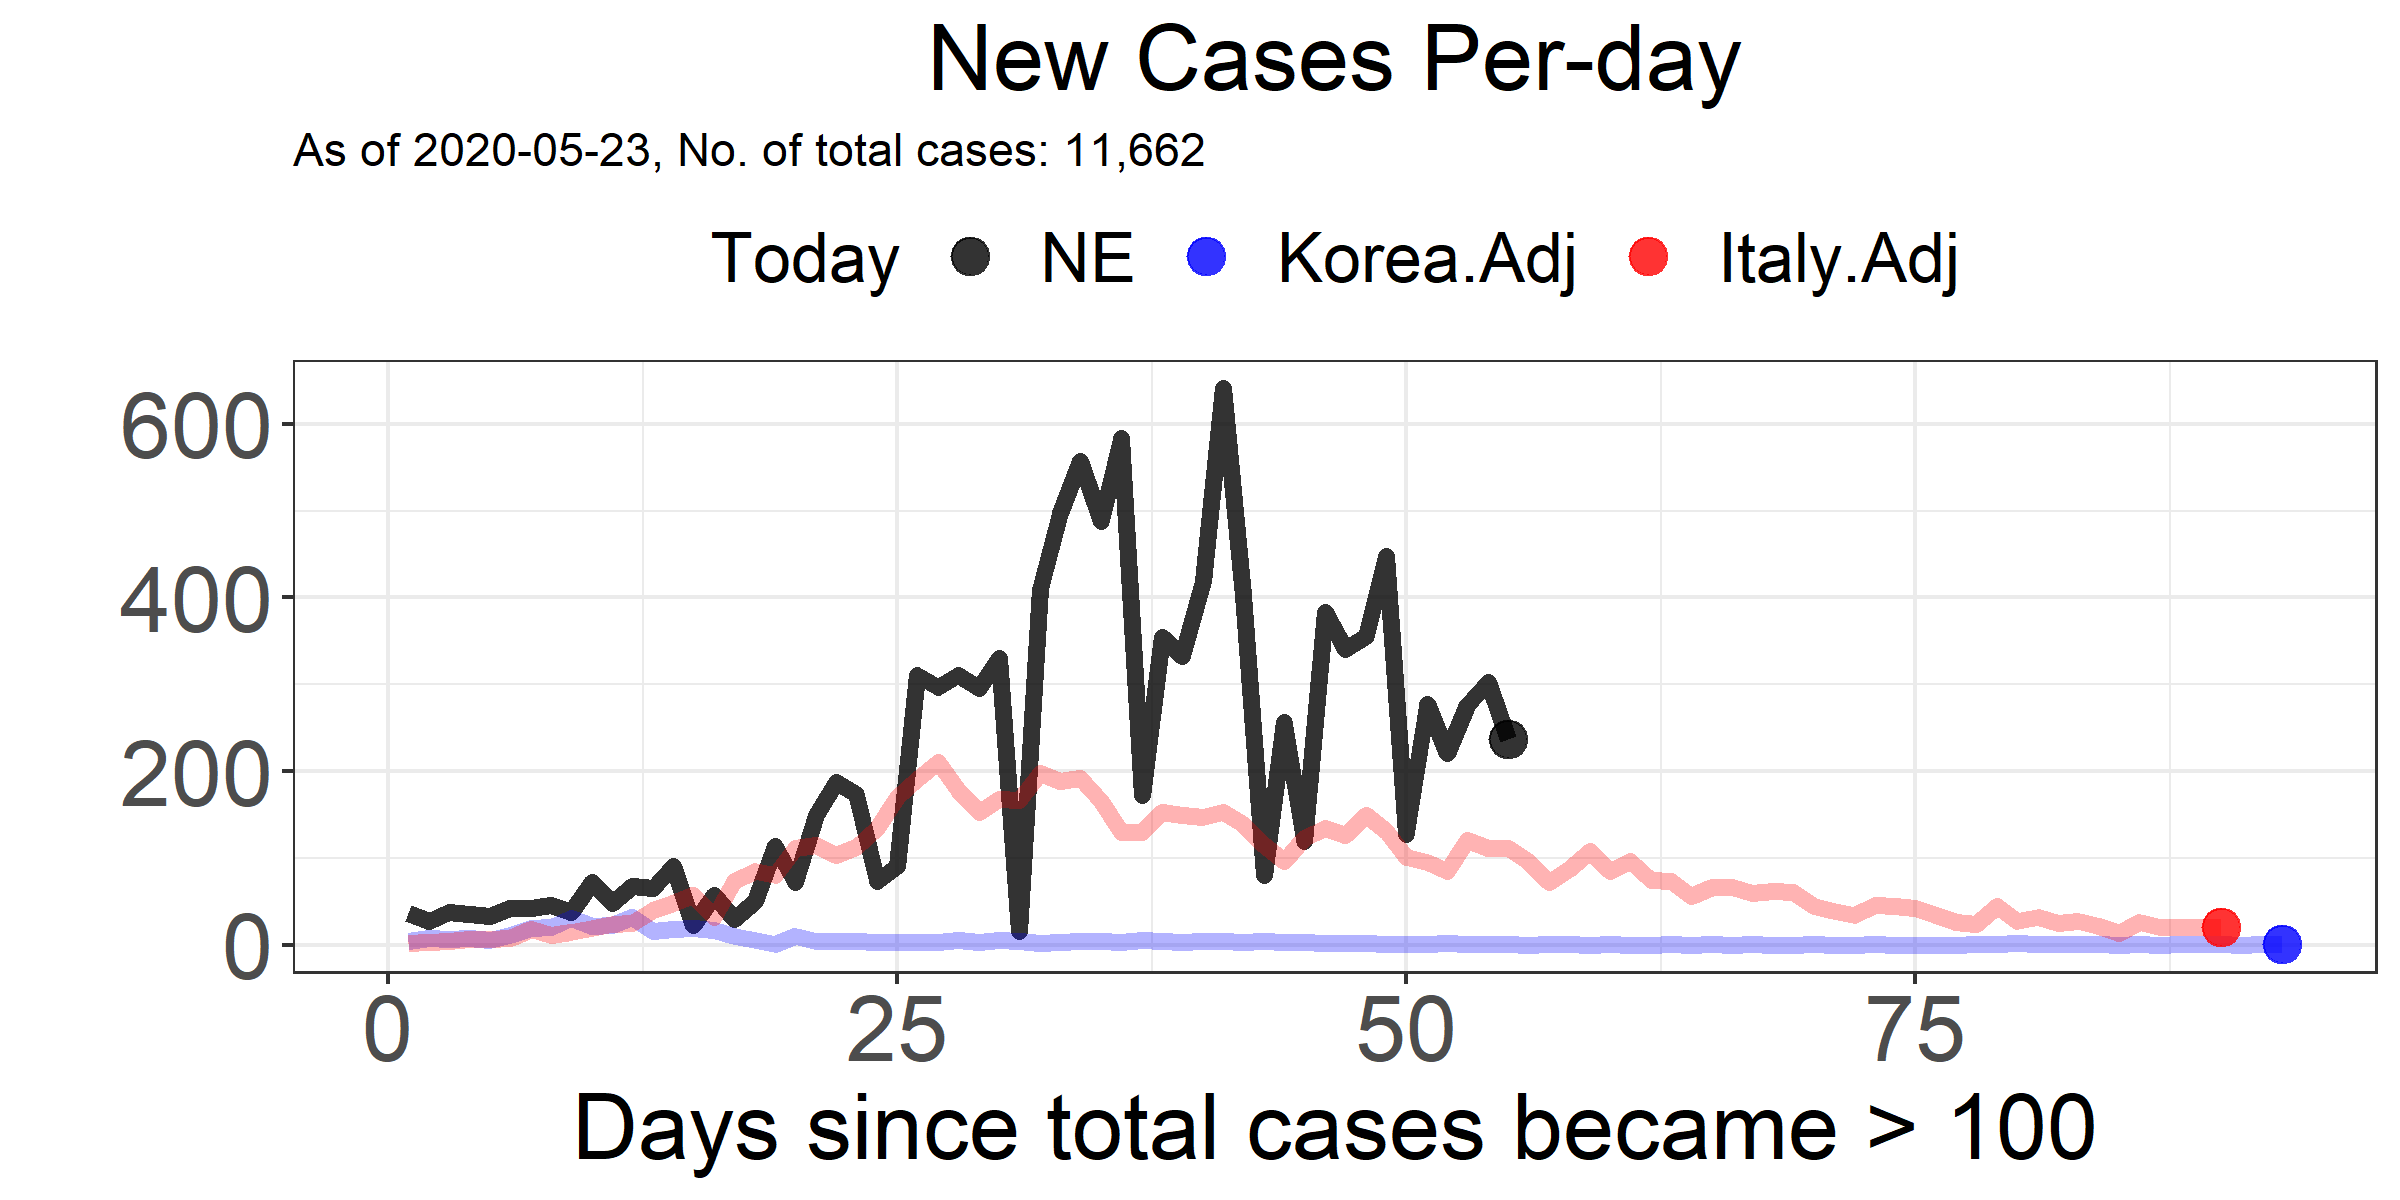 New Cases Per-day
As of 2020-05-23, No. of total cases: 11,662
Today NE Korea.Adj Italy.Adj
600
400
200
0
0 25 50 75
Days since total cases became > 100